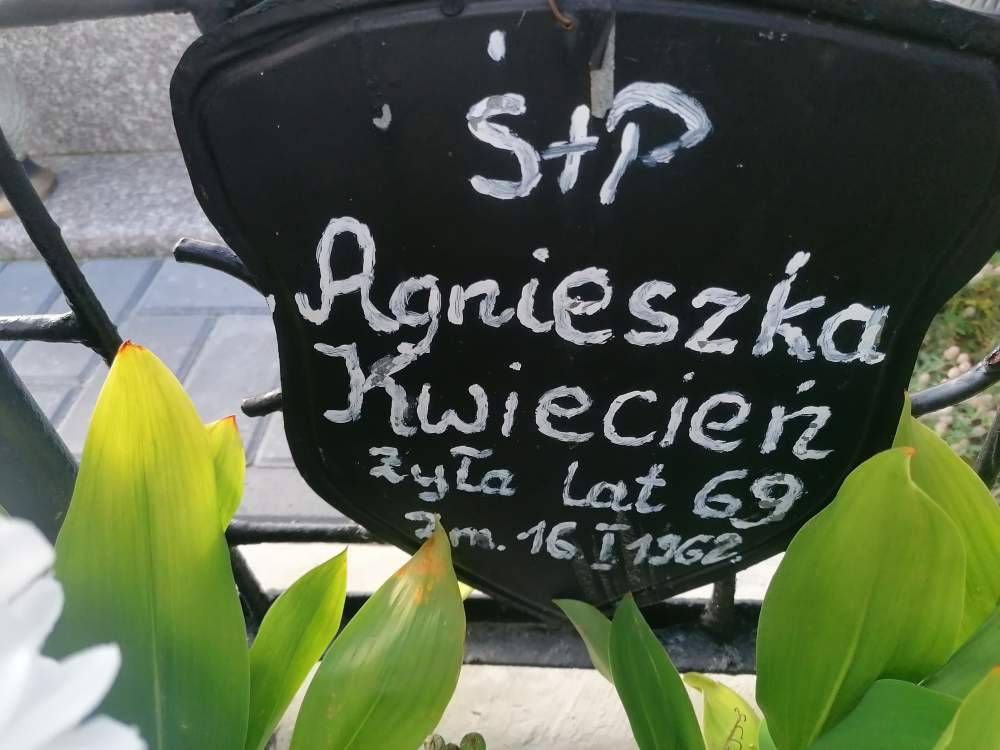 Ś+P
Agnieszka
Kwiecień
Żyła lat 69
Zm. 16.I 1962.